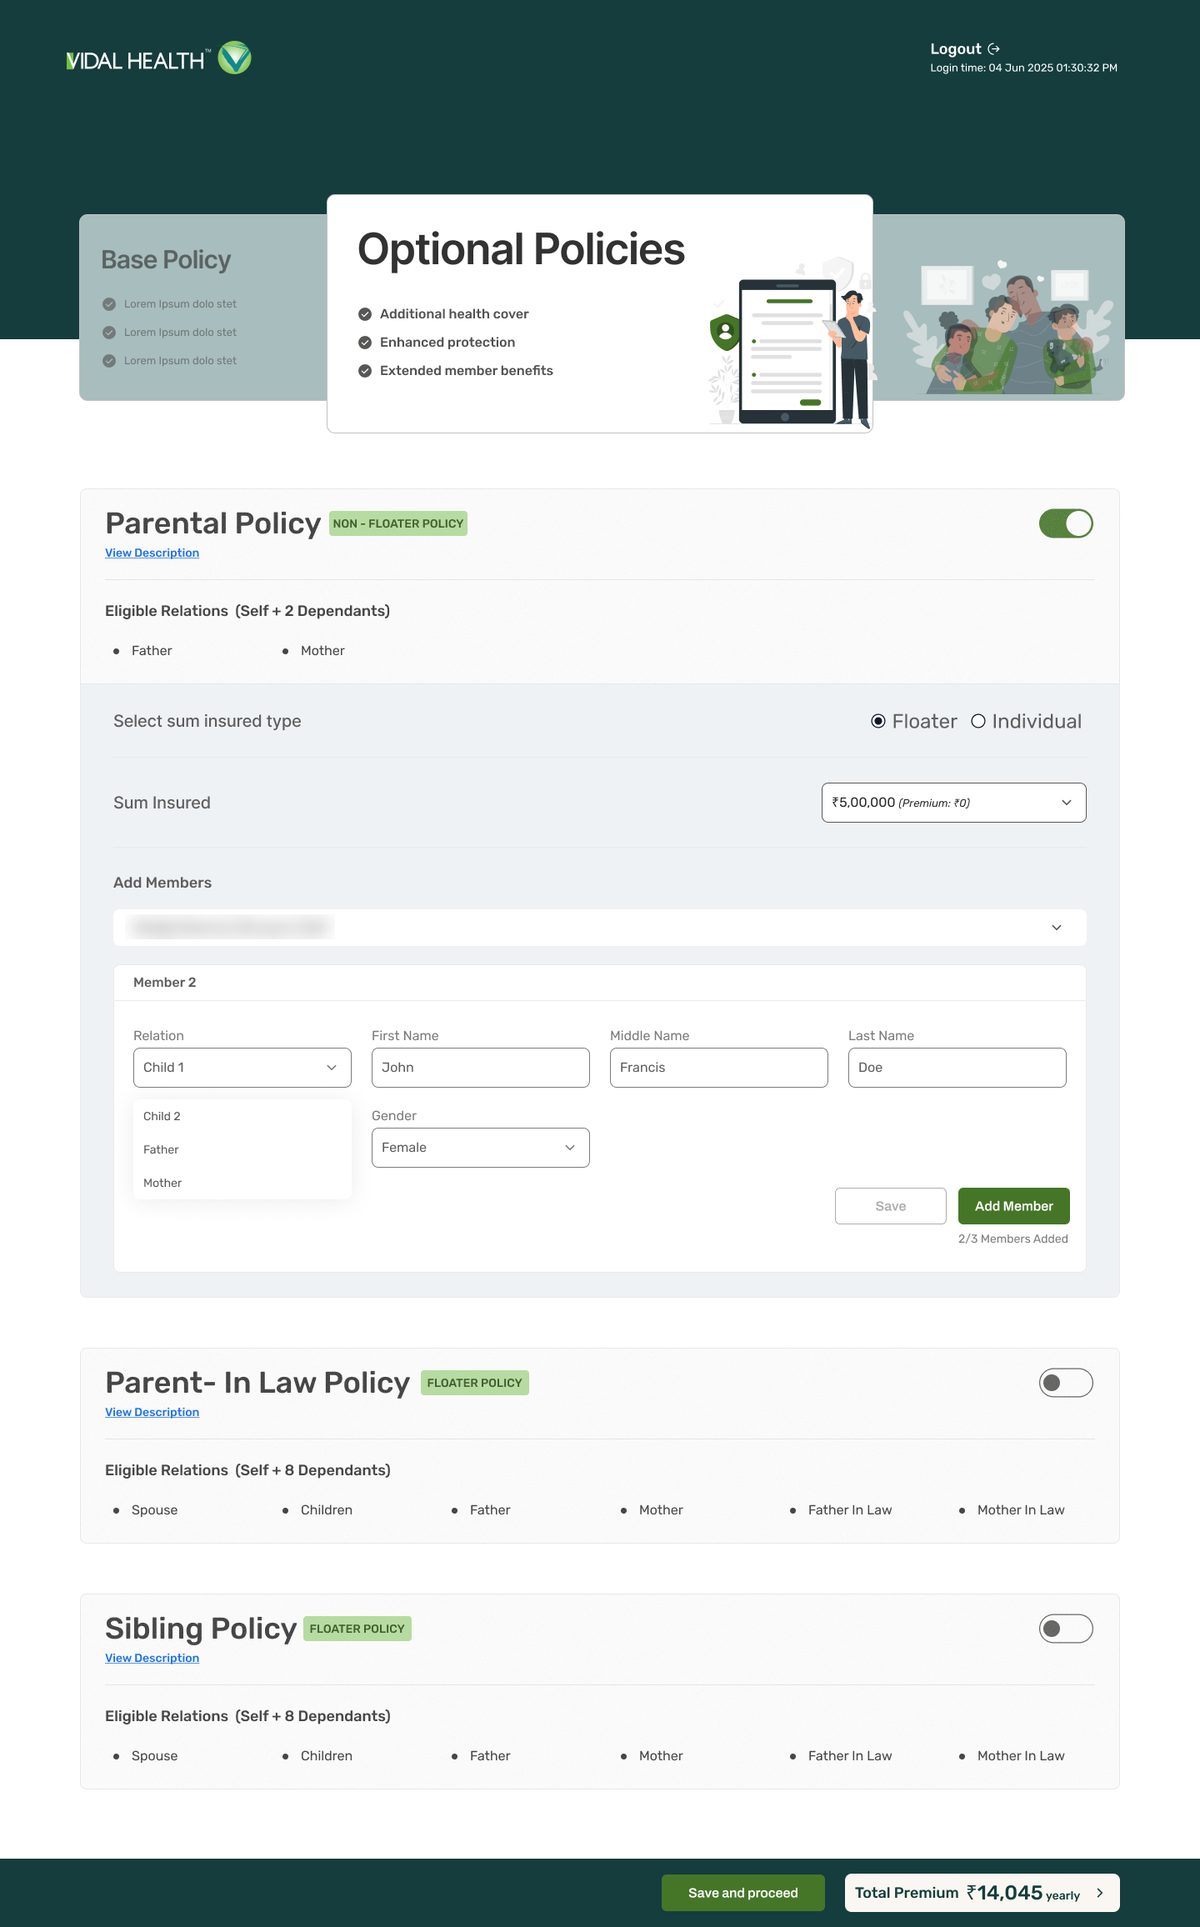 VIDAL HEALTH™
Logout
Login time: 04 Jun 2025 01:30:32 PM
Base Policy
Lorem Ipsum dolo stet
Lorem Ipsum dolo stet
Lorem Ipsum dolo stet
Optional Policies
Additional health cover
Enhanced protection
Extended member benefits
Parental Policy NON - FLOATER POLICY
View Description
Eligible Relations (Self + 2 Dependants)
Father Mother
Select sum insured type Floater Individual
Sum Insured ₹5,00,000 (Premium: ₹0)
Add Members
Member 2
Relation First Name Middle Name Last Name
Child 1 John Francis Doe
Child 2
Father
Mother
Gender
Female
Save Add Member
2/3 Members Added
Parent- In Law Policy FLOATER POLICY
View Description
Eligible Relations (Self + 8 Dependants)
Spouse Children Father Mother Father In Law Mother In Law
Sibling Policy FLOATER POLICY
View Description
Eligible Relations (Self + 8 Dependants)
Spouse Children Father Mother Father In Law Mother In Law
Save and proceed Total Premium ₹14,045 yearly